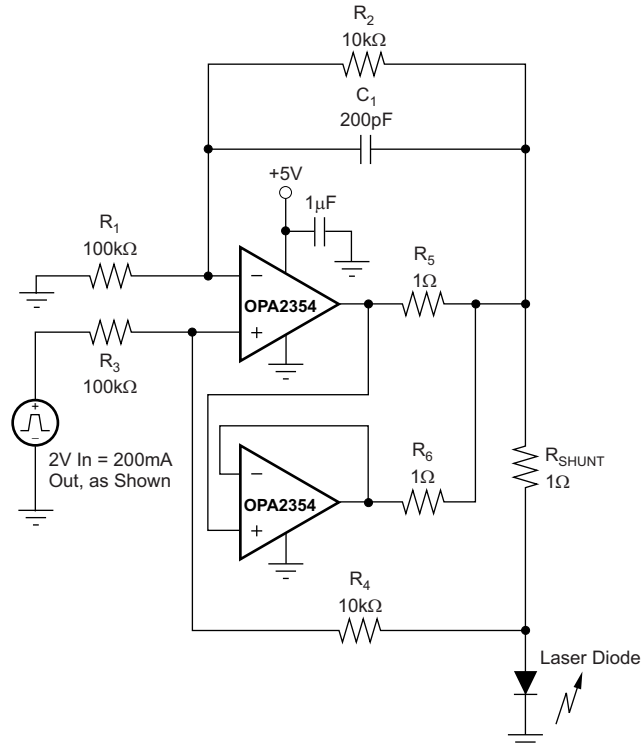 R2
10kΩ
C1
200pF
+5V
1μF
R1
100kΩ
R5
1Ω
−
OPA2354
+
R3
100kΩ
+
−
2V In = 200mA
Out, as Shown
R6
1Ω
RSHUNT
1Ω
−
OPA2354
+
R4
10kΩ
Laser Diode